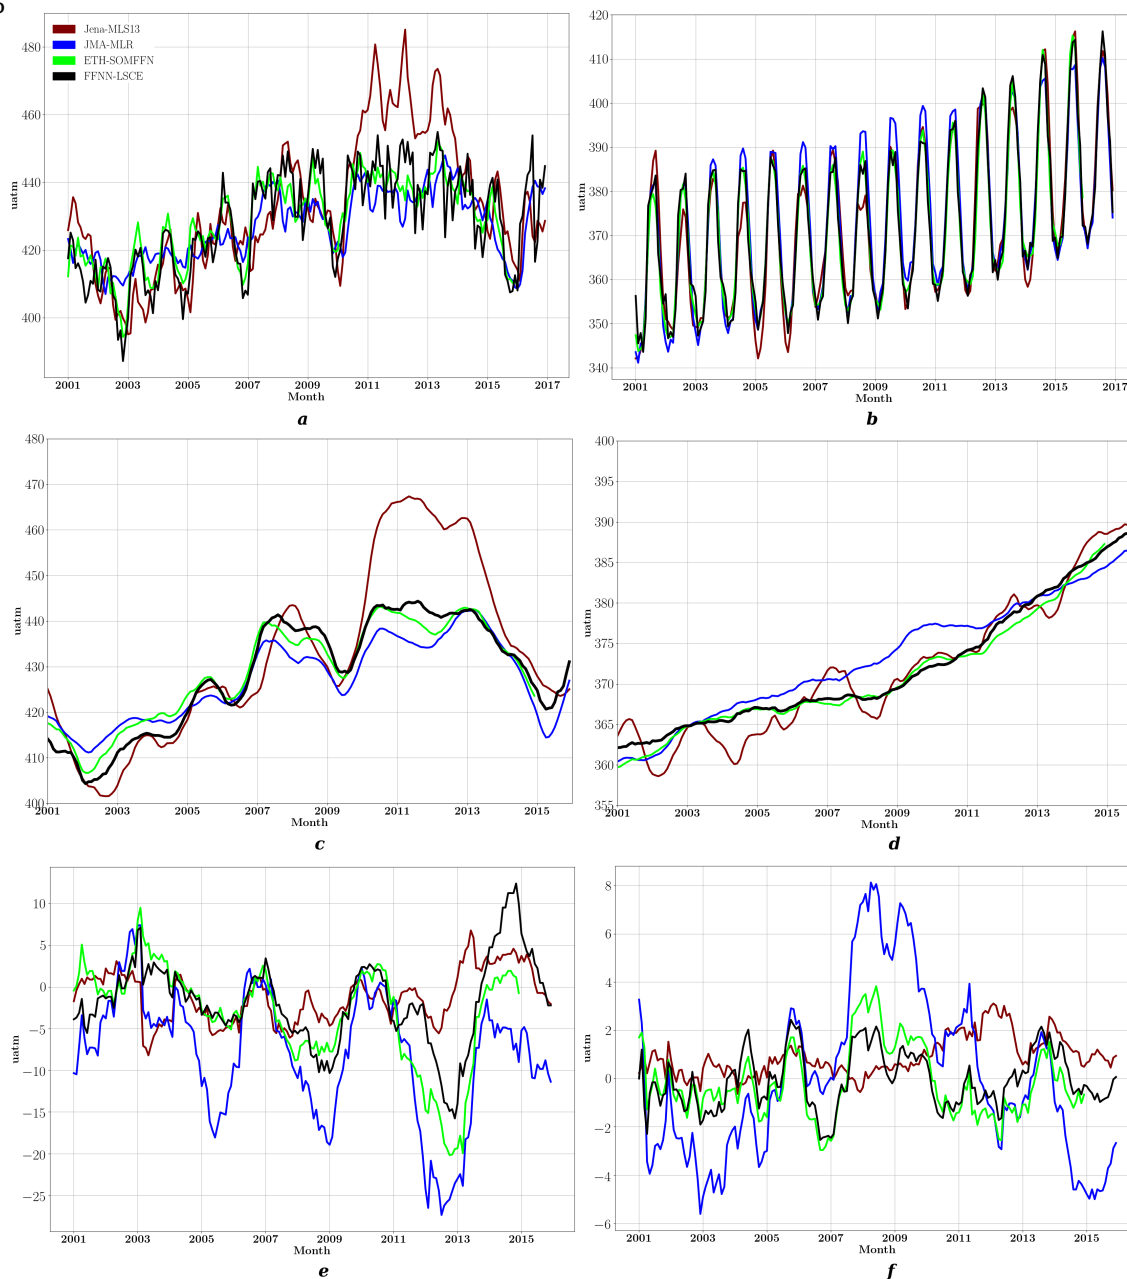 Jena-MLS13
JMA-MLR
ETH-SOMFFN
FFNN-LSCE
480
460
440
420
400
uatm
2001 2003 2005 2007 2009 2011 2013 2015 2017
Month
a
420
410
400
390
380
370
360
350
340
uatm
2001 2003 2005 2007 2009 2011 2013 2015 2017
Month
b
480
470
460
450
440
430
420
410
400
uatm
2001 2003 2005 2007 2009 2011 2013 2015
Month
c
400
395
390
385
380
375
370
365
360
355
uatm
2001 2003 2005 2007 2009 2011 2013 2015
Month
d
10
5
0
−5
−10
−15
−20
−25
uatm
2001 2003 2005 2007 2009 2011 2013 2015
Month
e
8
6
4
2
0
−2
−4
−6
uatm
2001 2003 2005 2007 2009 2011 2013 2015
Month
f